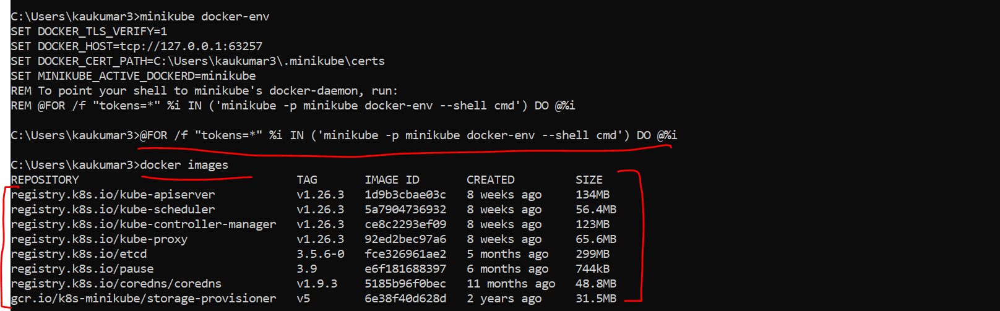 C:\Users\kaukumar3>minikube docker-env
SET DOCKER_TLS_VERIFY=1
SET DOCKER_HOST=tcp://127.0.0.1:63257
SET DOCKER_CERT_PATH=C:\Users\kaukumar3\.minikube\certs
SET MINIKUBE_ACTIVE_DOCKERD=minikube
REM To point your shell to minikube's docker-daemon, run:
REM @FOR /f "tokens=*" %i IN ('minikube -p minikube docker-env --shell cmd') DO @%i
C:\Users\kaukumar3>@FOR /f "tokens=*" %i IN ('minikube -p minikube docker-env --shell cmd') DO @%i
C:\Users\kaukumar3>docker images
REPOSITORY TAG IMAGE ID CREATED SIZE
registry.k8s.io/kube-apiserver v1.26.3 1d9b3cbae03c 8 weeks ago 134MB
registry.k8s.io/kube-scheduler v1.26.3 5a7904736932 8 weeks ago 56.4MB
registry.k8s.io/kube-controller-manager v1.26.3 ce8c2293ef09 8 weeks ago 123MB
registry.k8s.io/kube-proxy v1.26.3 92ed2bec97a6 8 weeks ago 65.6MB
registry.k8s.io/etcd 3.5.6-0 fce326961ae2 5 months ago 299MB
registry.k8s.io/pause 3.9 e6f181688397 6 months ago 744kB
registry.k8s.io/coredns/coredns v1.9.3 5185b96f0bec 11 months ago 48.8MB
gcr.io/k8s-minikube/storage-provisioner v5 6e38f40d628d 2 years ago 31.5MB